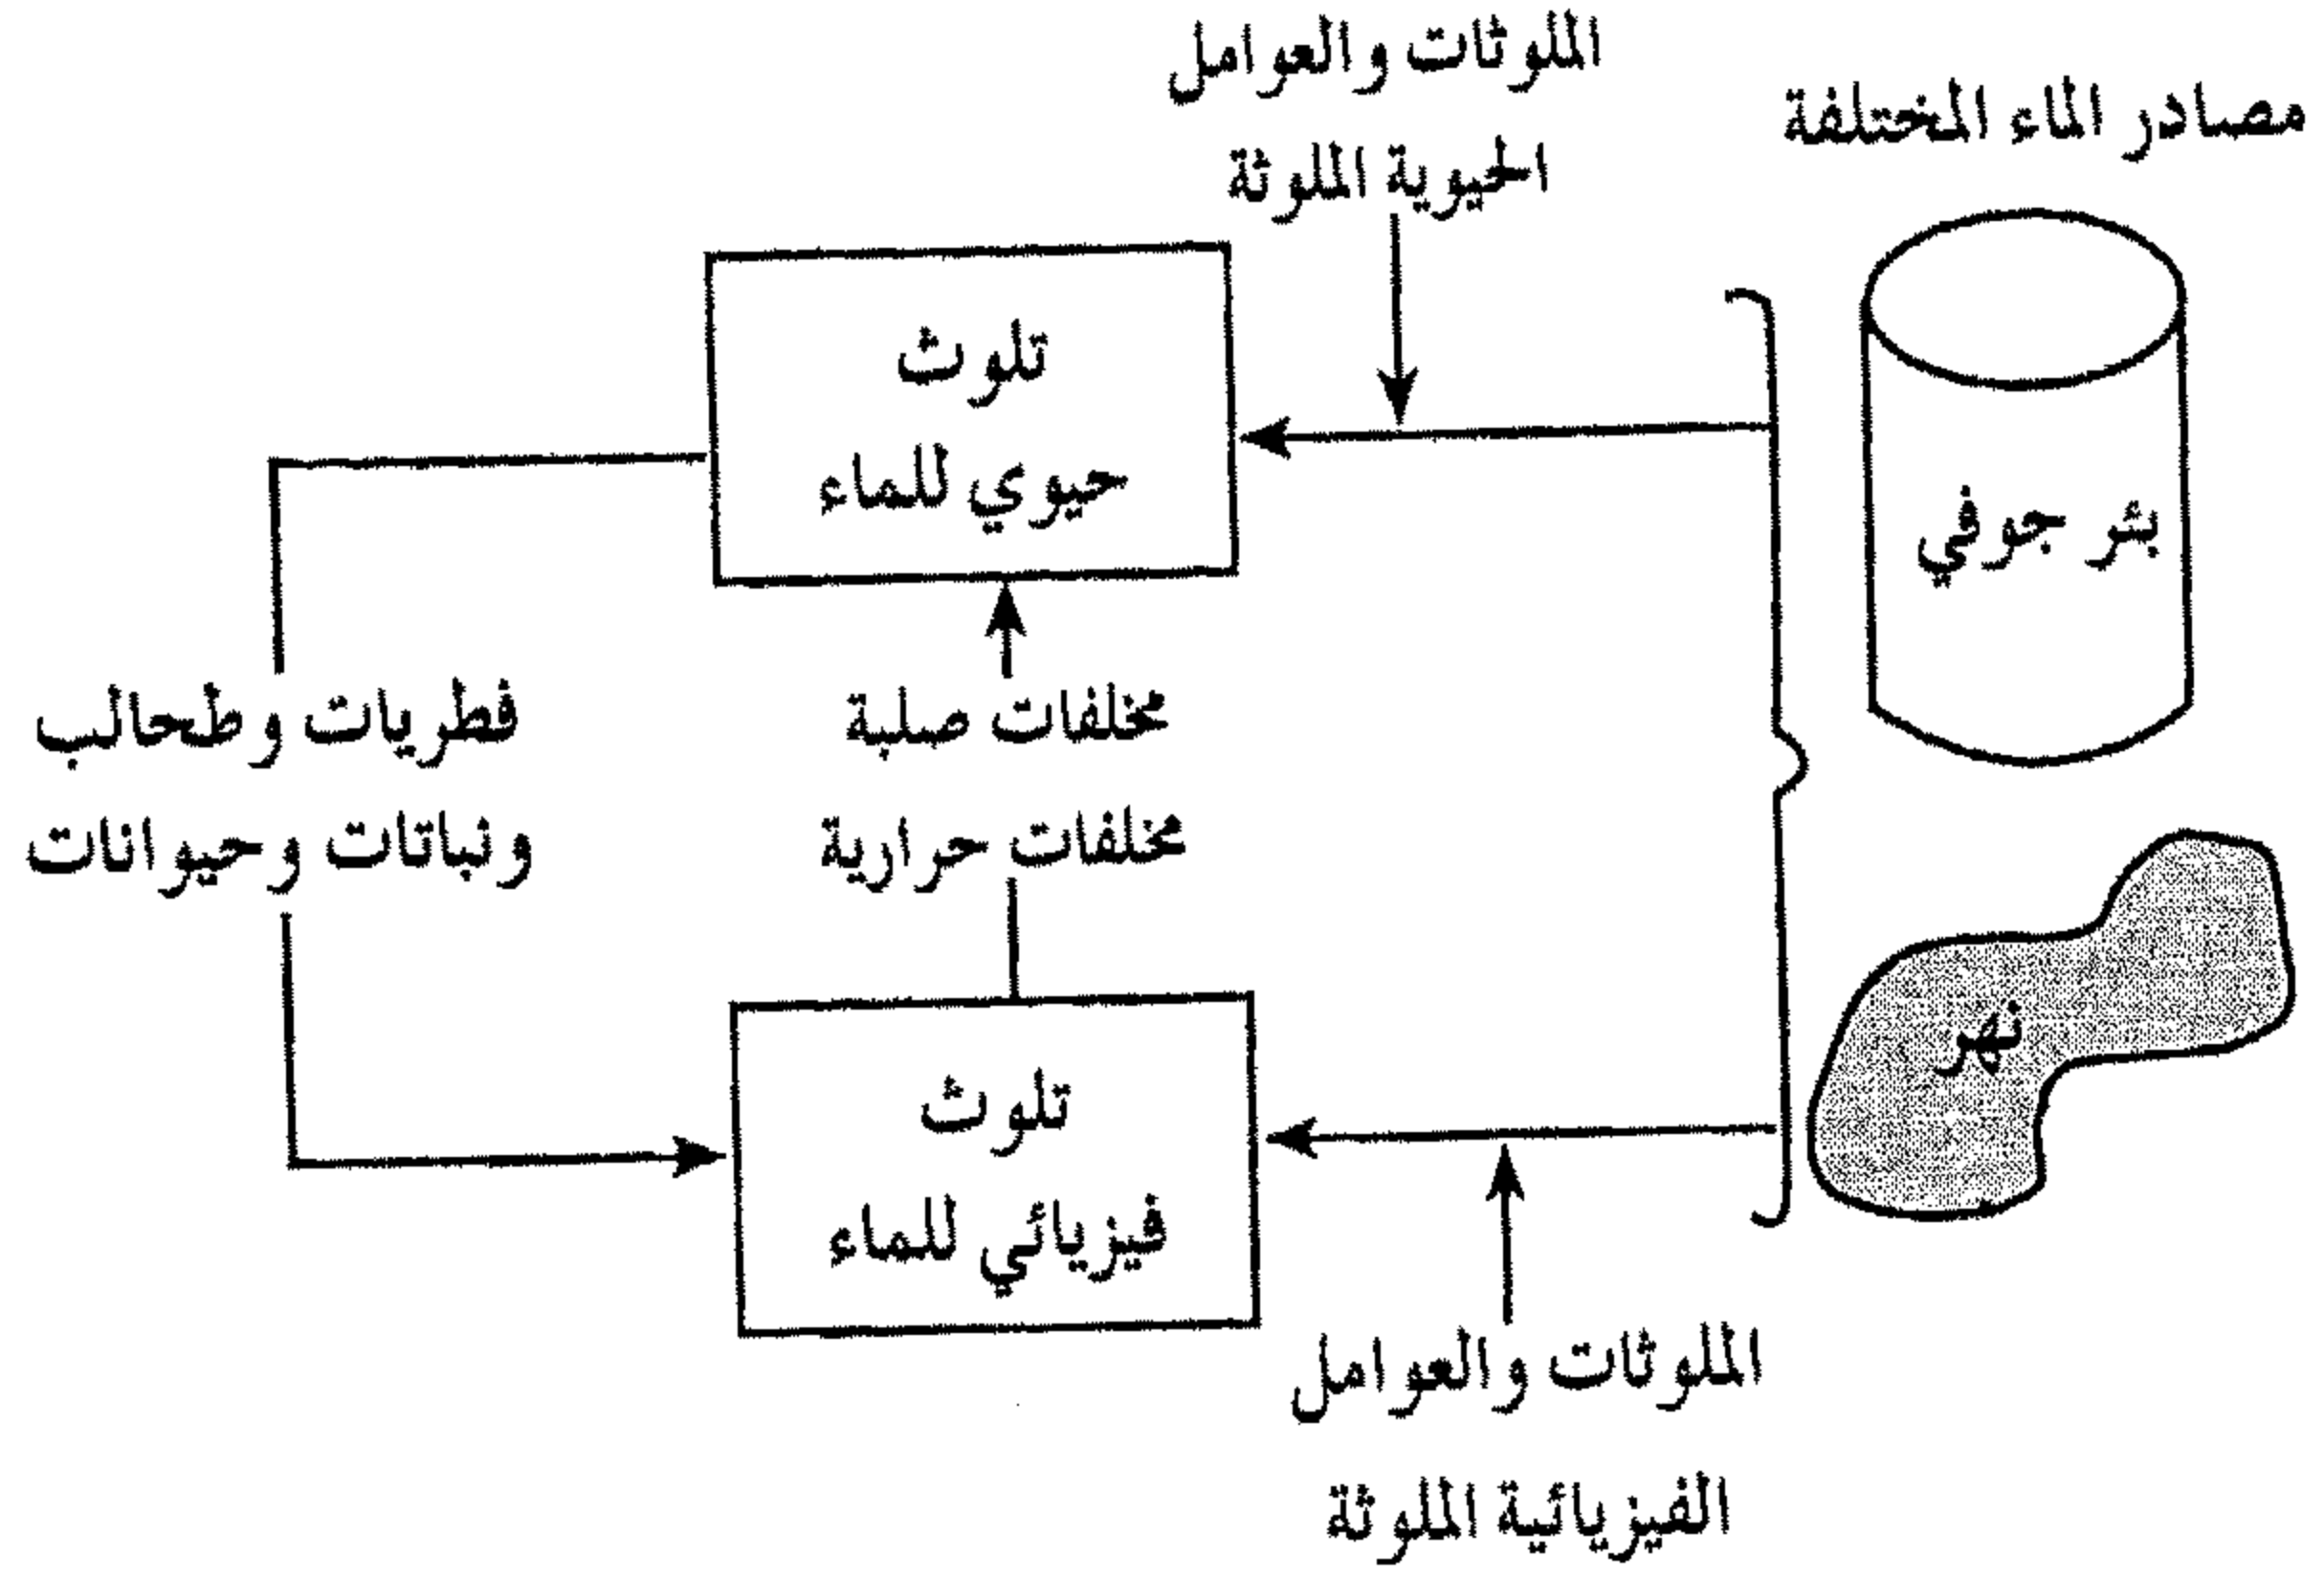 مصادر الماء المختلفة
بئر جوفي
نهر
الملوثات والعوامل
الحيوية الملوثة
تلوث
حيوي للماء
مخلفات صلبة
مخلفات حرارية
فطريات وطحالب
ونباتات وحيوانات
تلوث
فيزيائي للماء
الملوثات والعوامل
الفيزيائية الملوثة